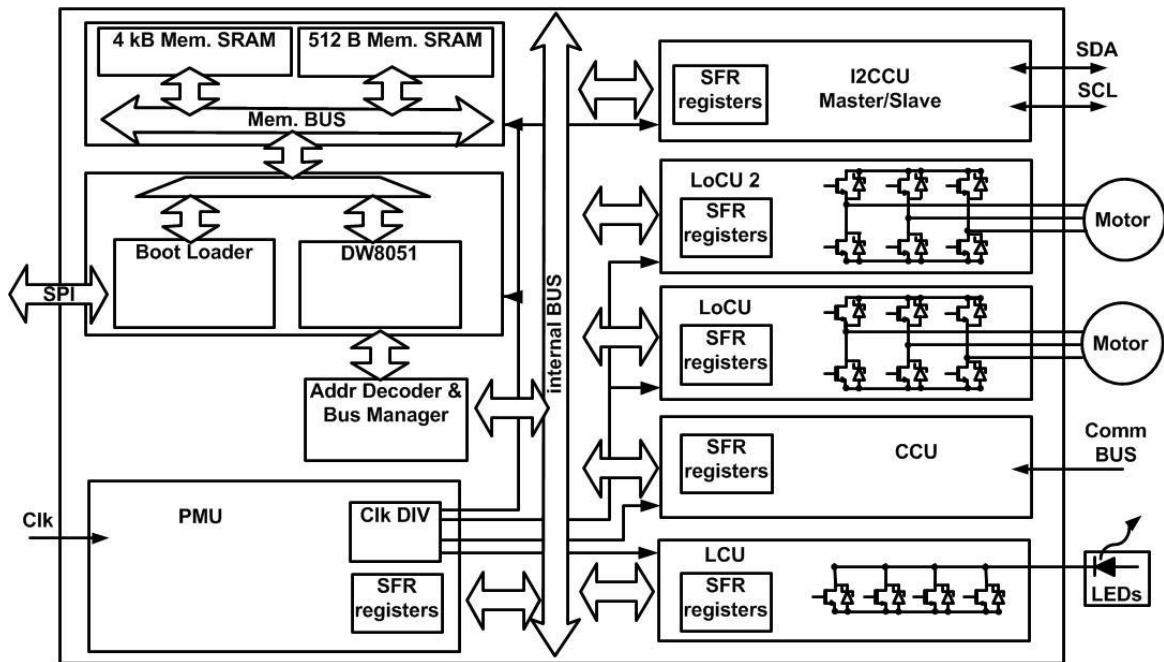 4 kB Mem. SRAM
512 B Mem. SRAM
Mem. BUS
Boot Loader
DW8051
SPI
Addr Decoder &
Bus Manager
internal BUS
Clk
PMU
Clk DIV
SFR
registers
SFR
registers
I2CCU
Master/Slave
SDA
SCL
LoCU 2
SFR
registers
Motor
LoCU
SFR
registers
Motor
SFR
registers
CCU
Comm
BUS
LCU
SFR
registers
LEDs